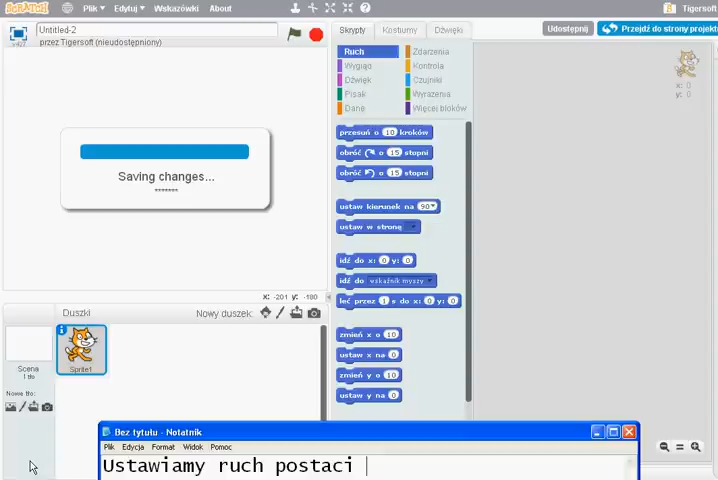 SCRATCH
Plik
Edytuj
Wskazówki
About
Tigersoft
Untitled-2
v427
przez Tigersoft (nieudostępniony)
Skrypty
Kostiumy
Dźwięki
Udostępnij
Przejdź do strony projekt
Ruch
Zdarzenia
Wygląd
Kontrola
Dźwięk
Czujniki
Pisak
Wyrażenia
Dane
Więcej bloków
x: 0
y: 0
przesuń o 10 kroków
obróć o 15 stopni
obróć o 15 stopni
ustaw kierunek na 90
ustaw w stronę
idź do x: 0 y: 0
idź do wskaźnik myszy
leć przez 1 s do x: 0 y: 0
zmień x o 10
ustaw x na 0
zmień y o 10
ustaw y na 0
Saving changes...
*******
x: -201 y: -180
Duszki
Nowy duszek:
Scena
1 tło
Sprite1
Nowe tło:
Bez tytułu - Notatnik
Plik Edycja Format Widok Pomoc
Ustawiamy ruch postaci